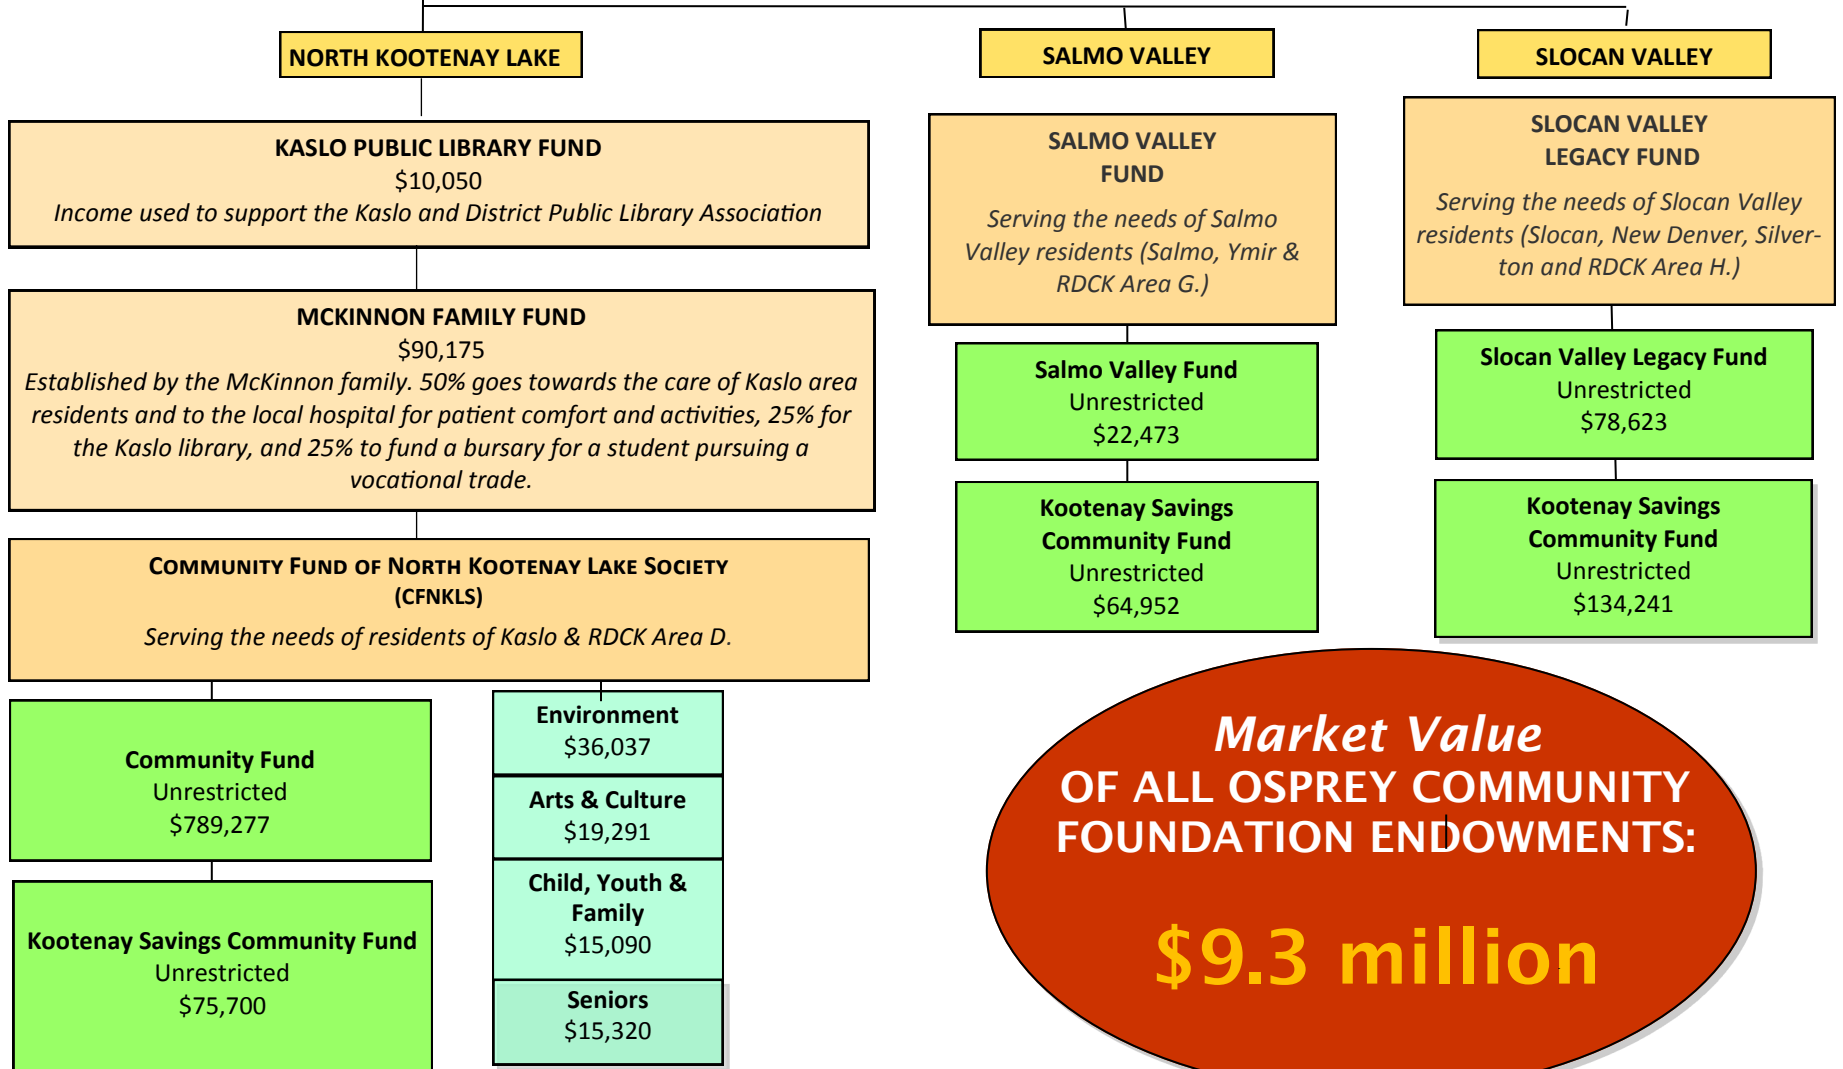 NORTH KOOTENAY LAKE
KASLO PUBLIC LIBRARY FUND
$10,050
Income used to support the Kaslo and District Public Library Association
MCKINNON FAMILY FUND
$90,175
Established by the McKinnon family. 50% goes towards the care of Kaslo area
residents and to the local hospital for patient comfort and activities, 25% for
the Kaslo library, and 25% to fund a bursary for a student pursuing a
vocational trade.
COMMUNITY FUND OF NORTH KOOTENAY LAKE SOCIETY
(CFNKLS)
Serving the needs of residents of Kaslo & RDCK Area D.
Community Fund
Unrestricted
$789,277
Kootenay Savings Community Fund
Unrestricted
$75,700
Environment
$36,037
Arts & Culture
$19,291
Child, Youth &
Family
$15,090
Seniors
$15,320
SALMO VALLEY
SALMO VALLEY
FUND
Serving the needs of Salmo
Valley residents (Salmo, Ymir &
RDCK Area G.)
Salmo Valley Fund
Unrestricted
$22,473
Kootenay Savings
Community Fund
Unrestricted
$64,952
SLOCAN VALLEY
SLOCAN VALLEY
LEGACY FUND
Serving the needs of Slocan Valley
residents (Slocan, New Denver, Silver-
ton and RDCK Area H.)
Slocan Valley Legacy Fund
Unrestricted
$78,623
Kootenay Savings
Community Fund
Unrestricted
$134,241
Market Value
OF ALL OSPREY COMMUNITY
FOUNDATION ENDOWMENTS:
$9.3 million